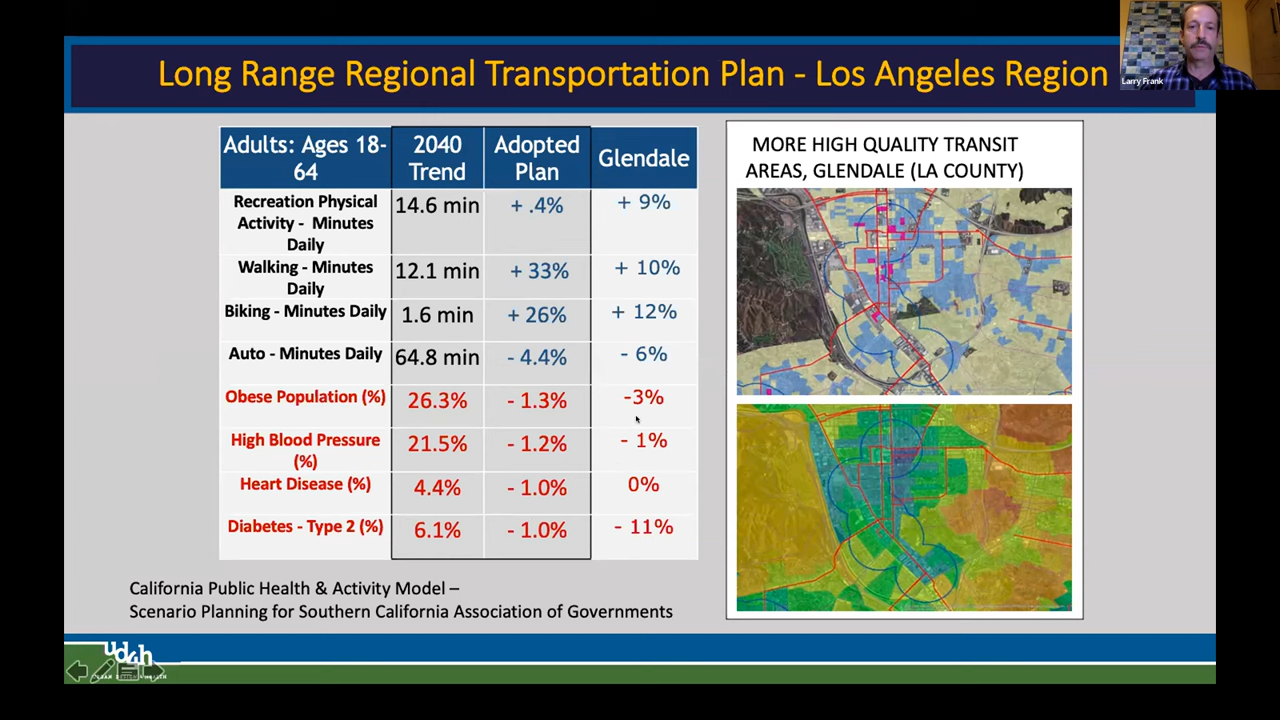 Long Range Regional Transportation Plan - Los Angeles Region
Larry Frank
Adults: Ages 18-
64
2040
Trend
Adopted
Plan
Glendale
Recreation Physical
Activity - Minutes
Daily
14.6 min
+ .4%
+ 9%
Walking - Minutes
Daily
12.1 min
+ 33%
+ 10%
Biking - Minutes Daily
1.6 min
+ 26%
+ 12%
Auto - Minutes Daily
64.8 min
- 4.4%
- 6%
Obese Population (%)
26.3%
- 1.3%
-3%
High Blood Pressure
(%)
21.5%
- 1.2%
- 1%
Heart Disease (%)
4.4%
- 1.0%
0%
Diabetes - Type 2 (%)
6.1%
- 1.0%
- 11%
MORE HIGH QUALITY TRANSIT
AREAS, GLENDALE (LA COUNTY)
California Public Health & Activity Model –
Scenario Planning for Southern California Association of Governments
ud4h